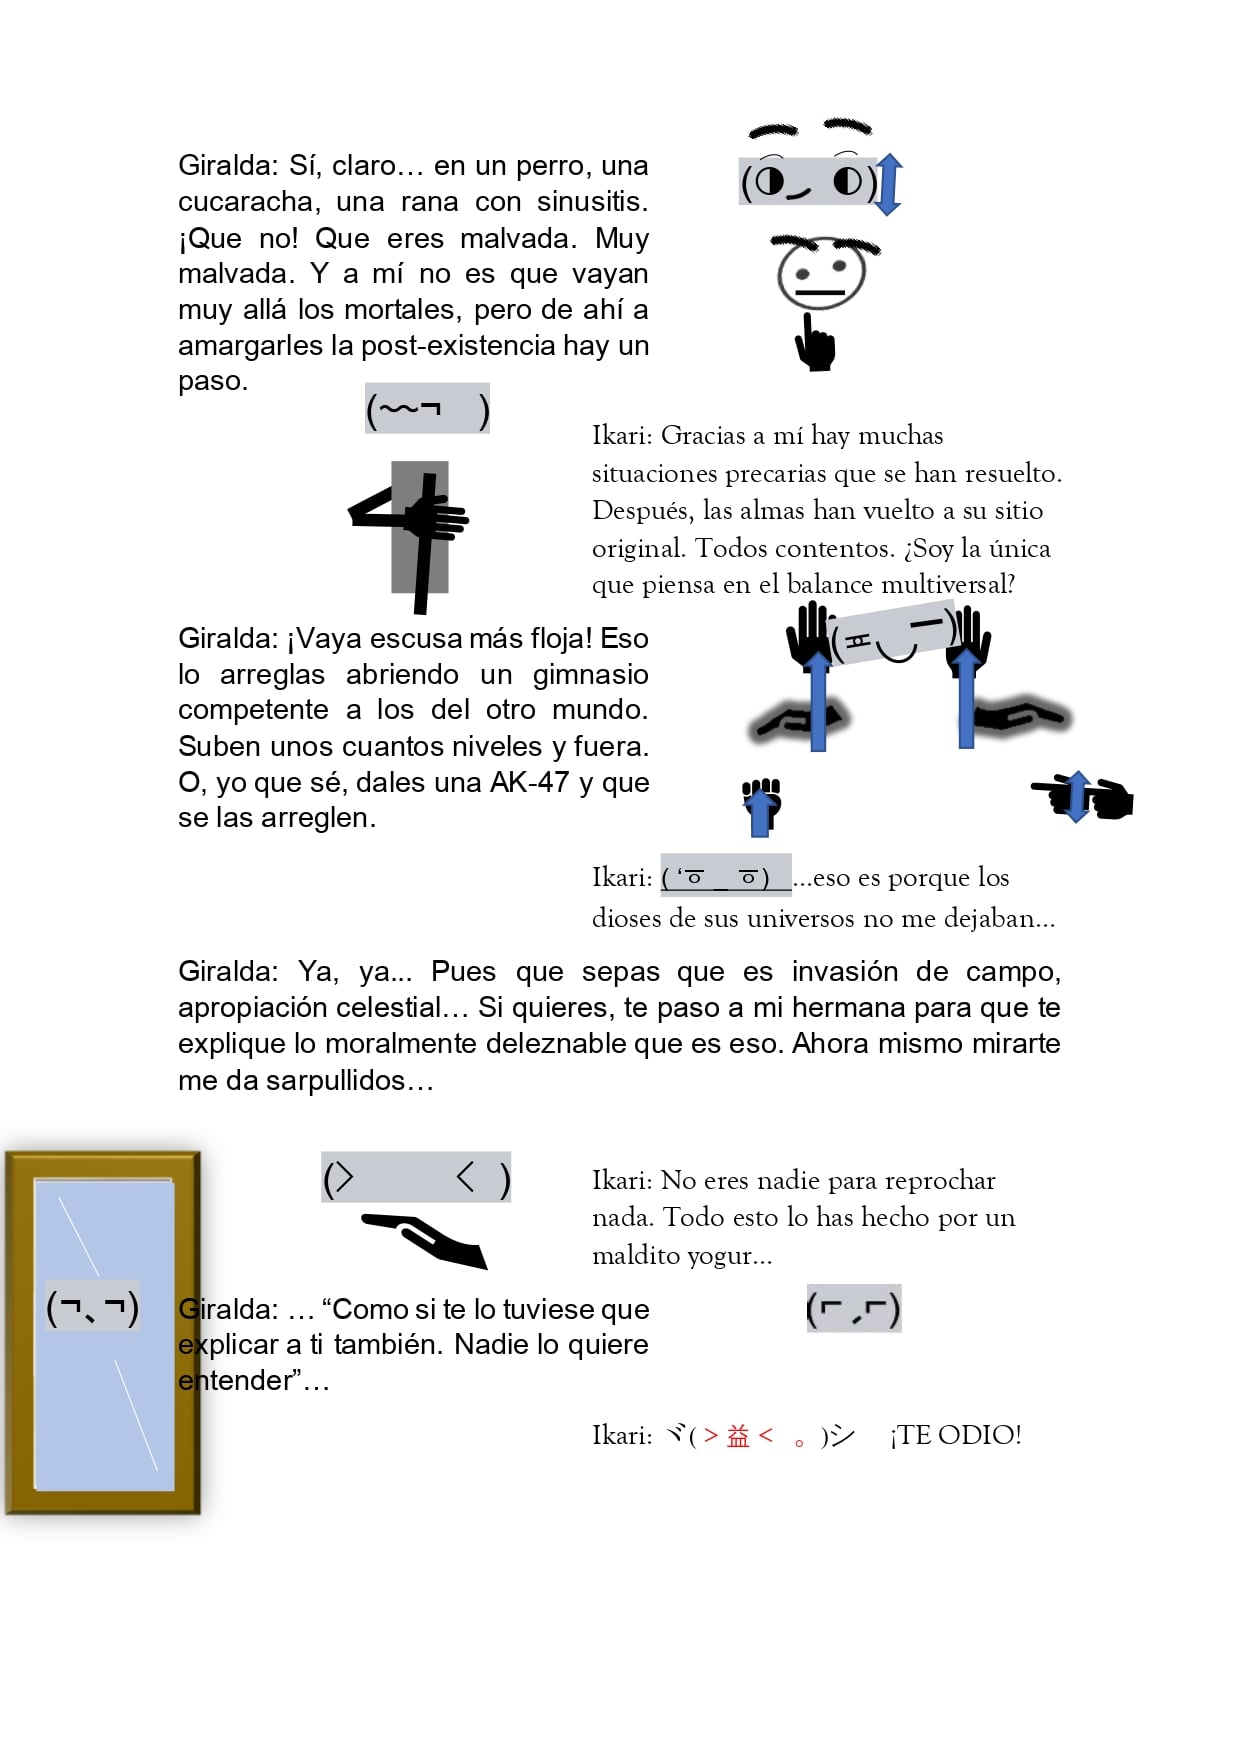 Giralda: Sí, claro… en un perro, una
cucaracha, una rana con sinusitis.
¡Que no! Que eres malvada. Muy
malvada. Y a mí no es que vayan
muy allá los mortales, pero de ahí a
amargarles la post-existencia hay un
paso.
(◑‿ ◑)
(〰¬ )
Ikari: Gracias a mí hay muchas
situaciones precarias que se han resuelto.
Después, las almas han vuelto a su sitio
original. Todos contentos. ¿Soy la única
que piensa en el balance multiversal?
Giralda: ¡Vaya escusa más floja! Eso
lo arreglas abriendo un gimnasio
competente a los del otro mundo.
Suben unos cuantos niveles y fuera.
O, yo que sé, dales una AK-47 y que
se las arreglen.
Ikari: ( ‘ㆆ _ ㆆ) ...eso es porque los
dioses de sus universos no me dejaban...
Giralda: Ya, ya... Pues que sepas que es invasión de campo,
apropiación celestial… Si quieres, te paso a mi hermana para que te
explique lo moralmente deleznable que es eso. Ahora mismo mirarte
me da sarpullidos…
(﹥ ﹤ )
Ikari: No eres nadie para reprochar
nada. Todo esto lo has hecho por un
maldito yogur...
(¬、¬)
Giralda: … “Como si te lo tuviese que
explicar a ti también. Nadie lo quiere
entender”…
(⌐ ,⌐)
Ikari: ヾ( > 益 < 。)シ ¡TE ODIO!